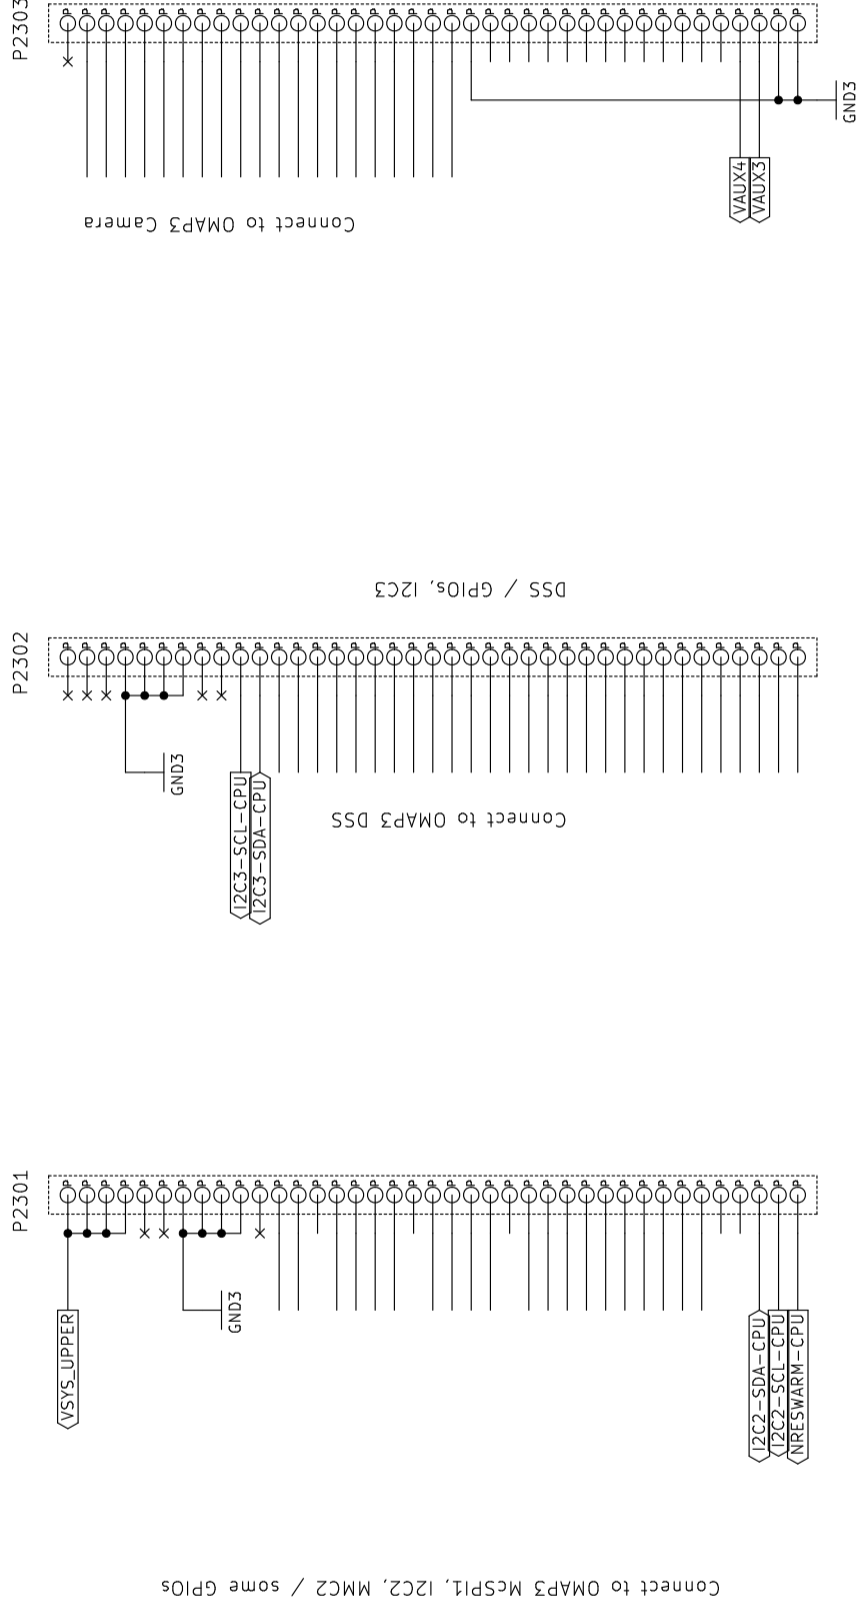 P2303
P P P P P P P P P P P P P P P P P P P P P P P P P P P P P P P P P P P P P P P
GND3
VAUX4
VAUX3
Connect to OMAP3 Camera
DSS / GPIOs, I2C3
P2302
P P P P P P P P P P P P P P P P P P P P P P P P P P P P P P P P P P P P P P P
GND3
I2C3-SCL-CPU
I2C3-SDA-CPU
Connect to OMAP3 DSS
P2301
P P P P P P P P P P P P P P P P P P P P P P P P P P P P P P P P P P P P P P P
VSYS_UPPER
GND3
I2C2-SDA-CPU
I2C2-SCL-CPU
NRESWARM-CPU
Connect to OMAP3 McSPI1, I2C2, MMC2 / some GPIOs